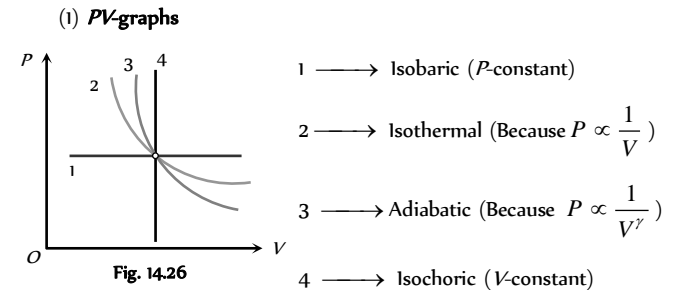 (1) PV-graphs
P
4
3
2
1
O
V
Fig. 14.26
1 ⟶ Isobaric (P-constant)
2 ⟶ Isothermal (Because P ∝ 1/V )
3 ⟶ Adiabatic (Because P ∝ 1/V^γ )
4 ⟶ Isochoric (V-constant)